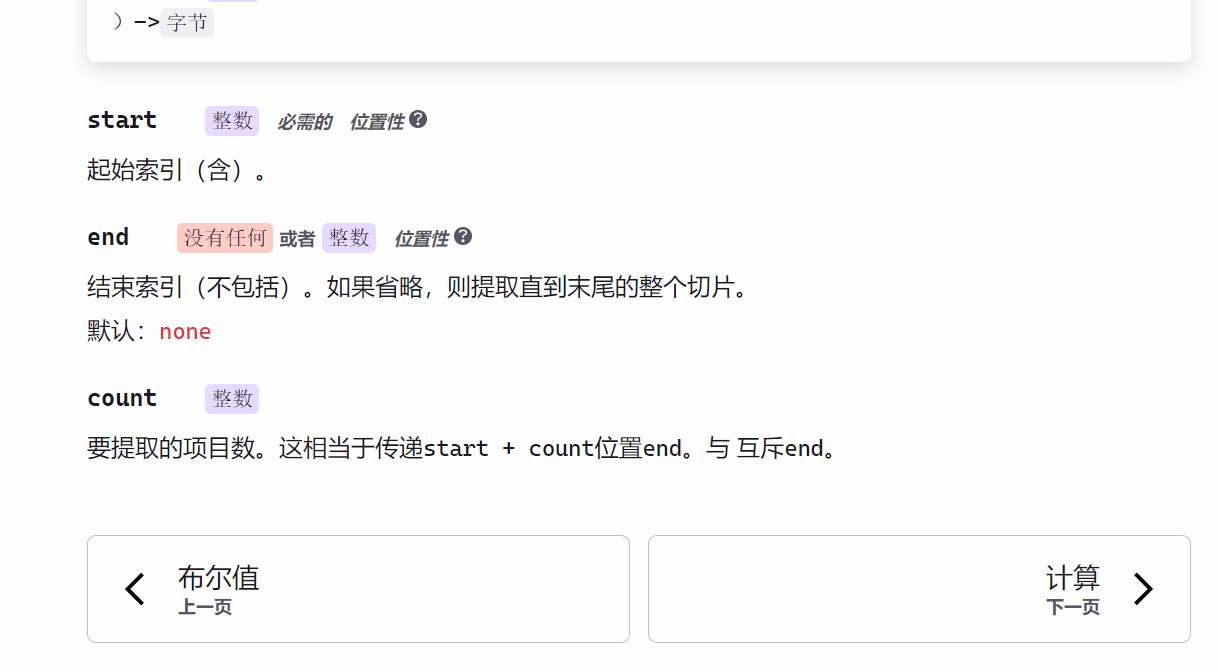 ）->字节
start 整数 必需的 位置性 ?
起始索引（含）。
end 没有任何 或者 整数 位置性 ?
结束索引（不包括）。如果省略，则提取直到末尾的整个切片。
默认：none
count 整数
要提取的项目数。这相当于传递start + count位置end。与 互斥end。
布尔值
上一页
计算
下一页